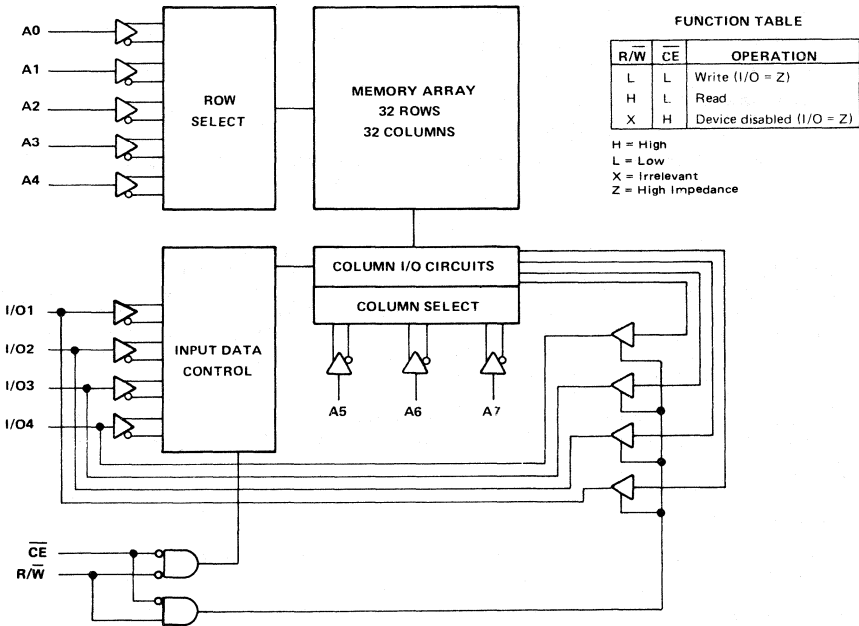 A0
A1
A2
A3
A4
ROW
SELECT
MEMORY ARRAY
32 ROWS
32 COLUMNS
FUNCTION TABLE
R/W̅ C̅E̅ OPERATION
L L Write (I/O = Z)
H L Read
X H Device disabled (I/O = Z)
H = High
L = Low
X = Irrelevant
Z = High Impedance
I/O1
I/O2
I/O3
I/O4
INPUT DATA
CONTROL
COLUMN I/O CIRCUITS
COLUMN SELECT
A5 A6 A7
C̅E̅
R/W̅